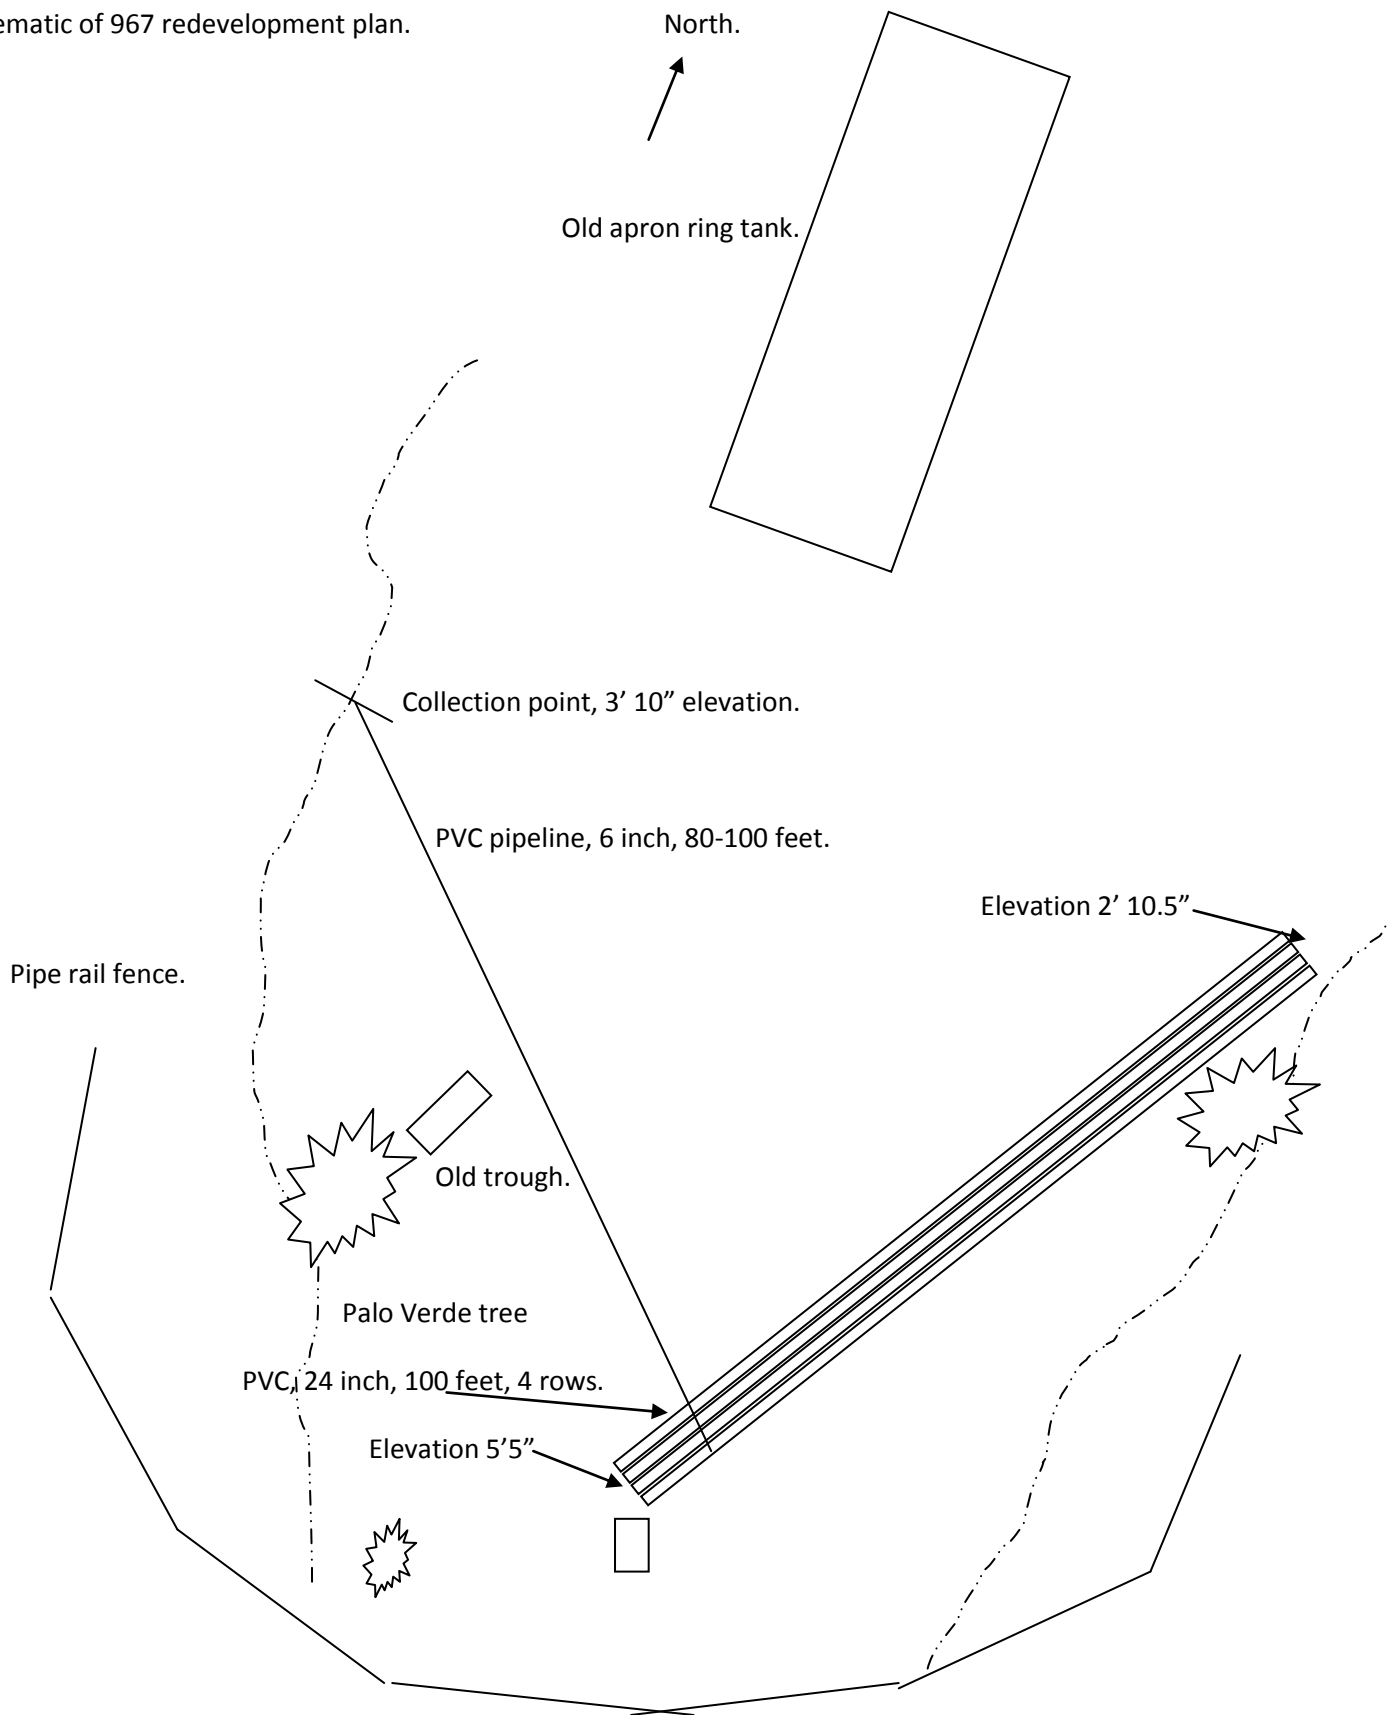 ematic of 967 redevelopment plan.
North.
Old apron ring tank.
Collection point, 3’ 10” elevation.
PVC pipeline, 6 inch, 80-100 feet.
Elevation 2’ 10.5”
Pipe rail fence.
Old trough.
Palo Verde tree
PVC, 24 inch, 100 feet, 4 rows.
Elevation 5’5”